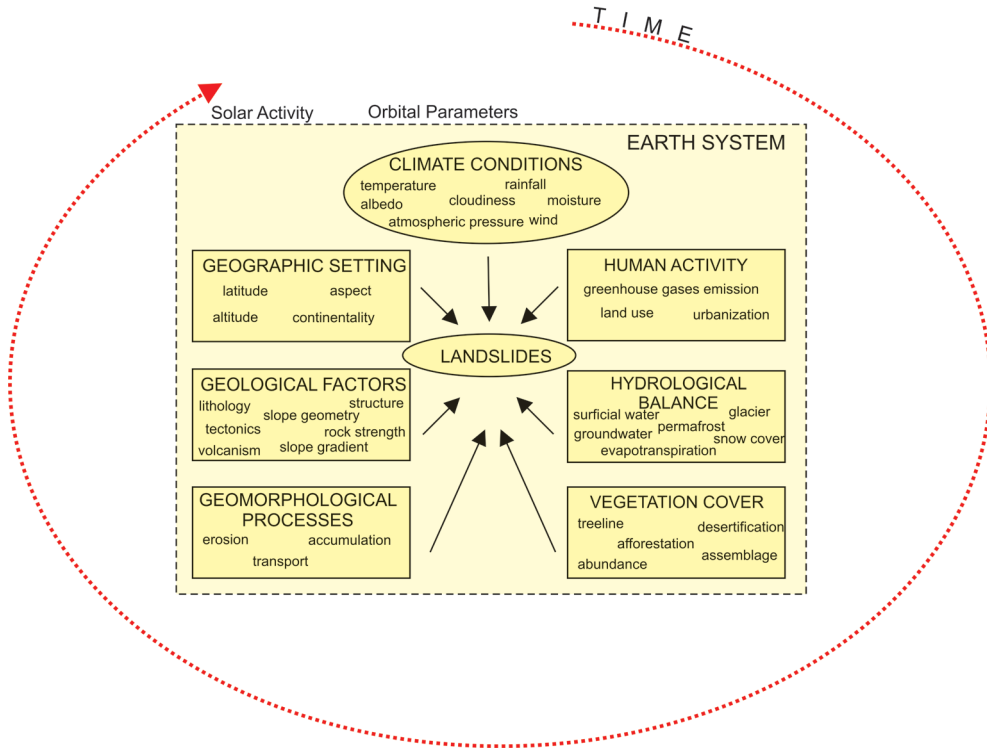 TIME
Solar Activity Orbital Parameters
EARTH SYSTEM
CLIMATE CONDITIONS
temperature rainfall
albedo cloudiness moisture
atmospheric pressure wind
GEOGRAPHIC SETTING
latitude aspect
altitude continentality
HUMAN ACTIVITY
greenhouse gases emission
land use urbanization
LANDSLIDES
GEOLOGICAL FACTORS
lithology structure
slope geometry
tectonics rock strength
volcanism slope gradient
HYDROLOGICAL
BALANCE
surficial water glacier
permafrost
groundwater snow cover
evapotranspiration
GEOMORPHOLOGICAL
PROCESSES
erosion accumulation
transport
VEGETATION COVER
treeline desertification
afforestation
abundance assemblage